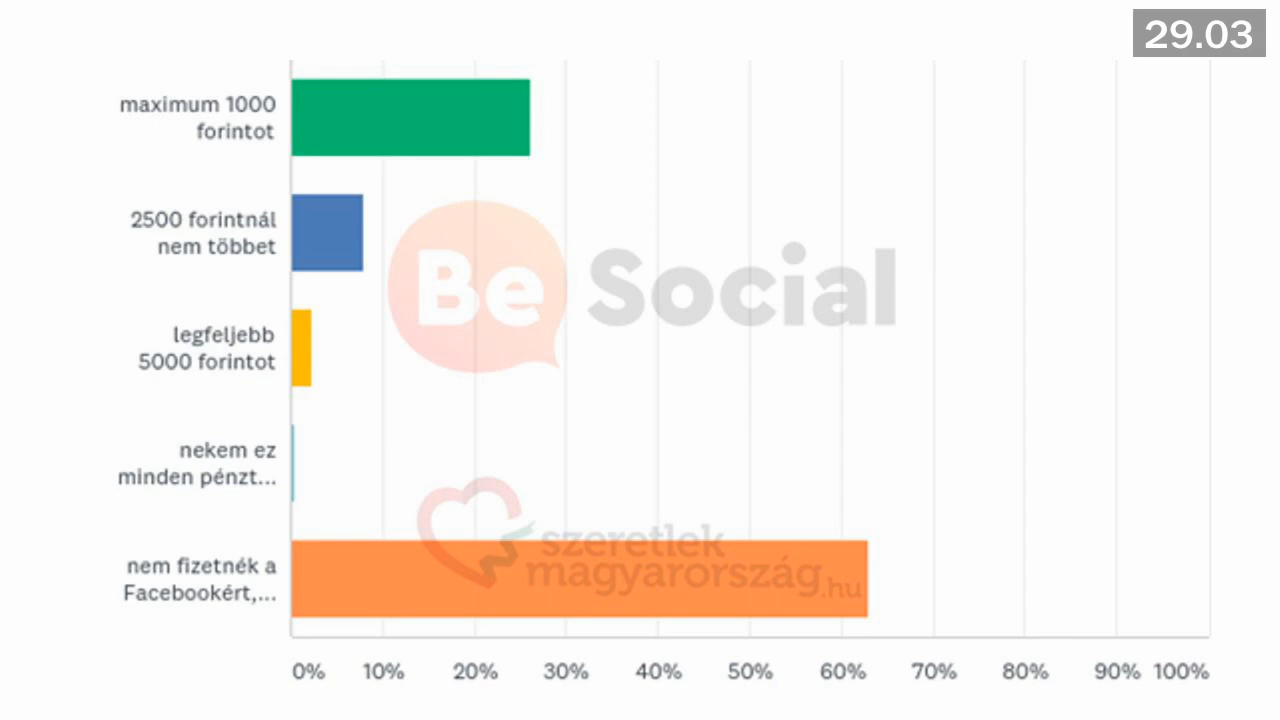 29.03
maximum 1000
forintot
2500 forintnál
nem többet
legfeljebb
5000 forintot
nekem ez
minden pénzt...
nem fizetnék a
Facebookért,...
Be Social
szeretlek
magyarország.hu
0% 10% 20% 30% 40% 50% 60% 70% 80% 90% 100%